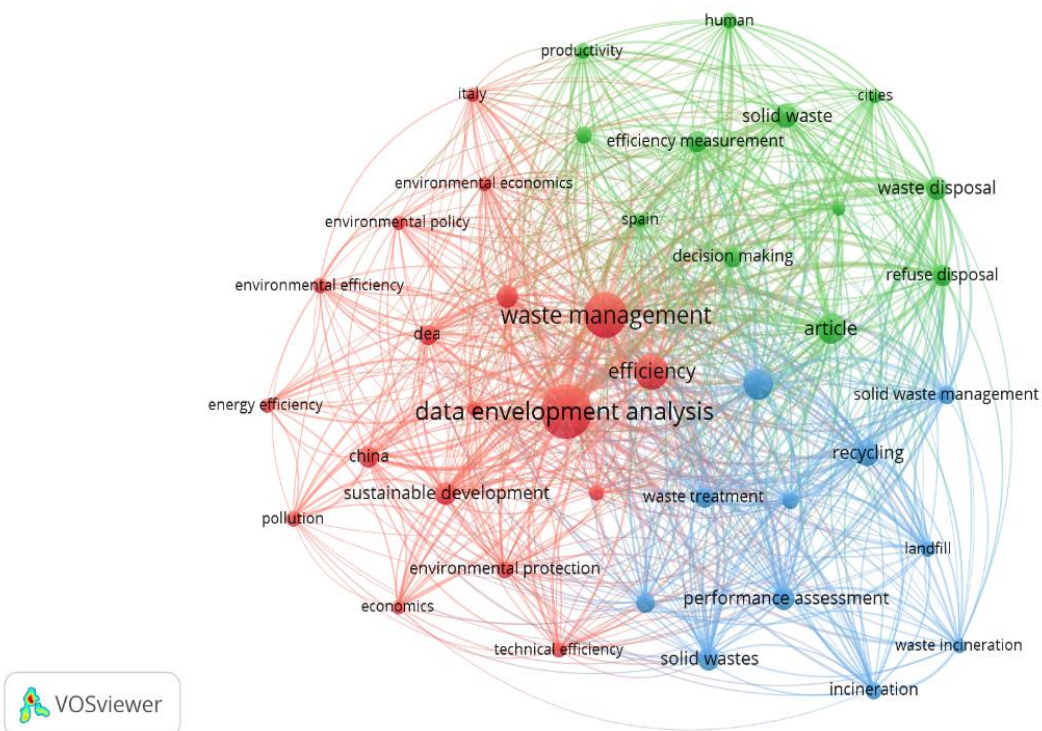 human
productivity
italy
cities
solid waste
efficiency measurement
environmental economics
waste disposal
environmental policy
spain
decision making
refuse disposal
environmental efficiency
waste management
article
dea
efficiency
solid waste management
energy efficiency
data envelopment analysis
china
recycling
sustainable development
waste treatment
pollution
landfill
environmental protection
performance assessment
economics
technical efficiency
solid wastes
waste incineration
incineration
VOSviewer